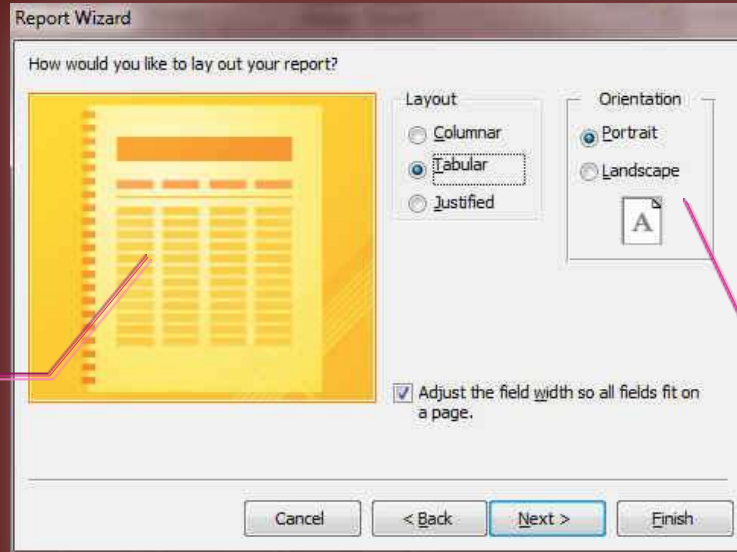 Report Wizard
How would you like to lay out your report?
Layout
Columnar
Tabular
Justified
Orientation
Portrait
Landscape
A
Adjust the field width so all fields fit on
a page.
Cancel
< Back
Next >
Finish